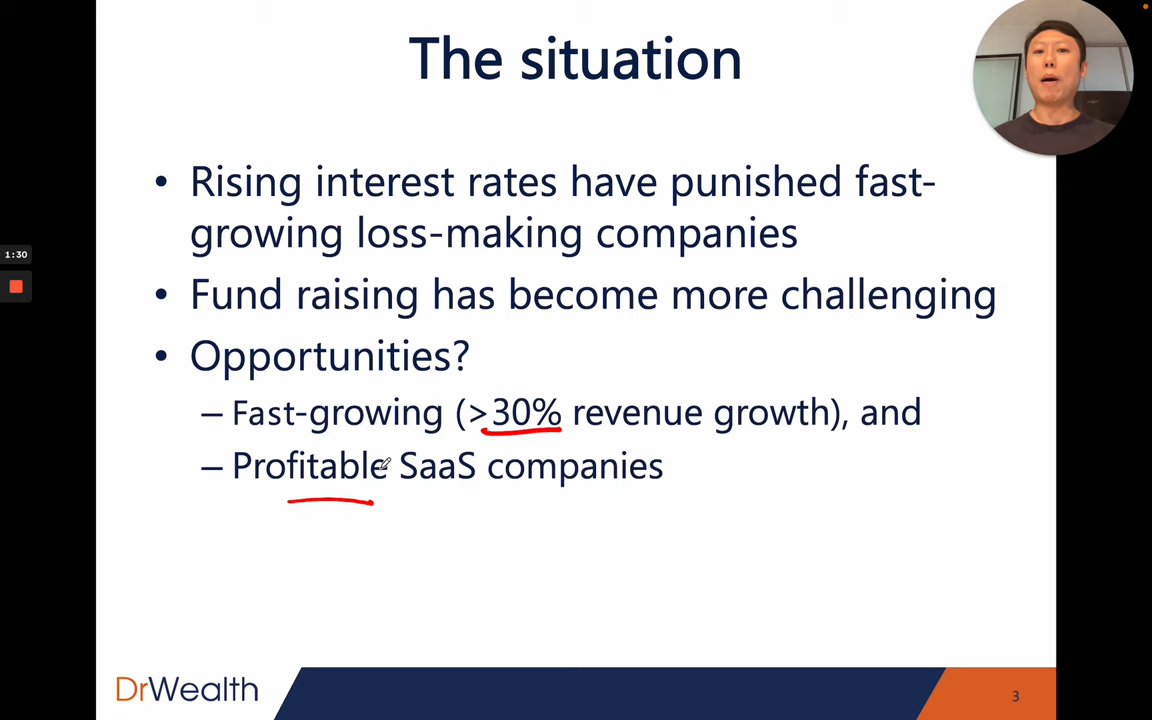 The situation
• Rising interest rates have punished fast-
growing loss-making companies
1:30
• Fund raising has become more challenging
• Opportunities?
– Fast-growing (>30% revenue growth), and
– Profitable SaaS companies
DrWealth
3